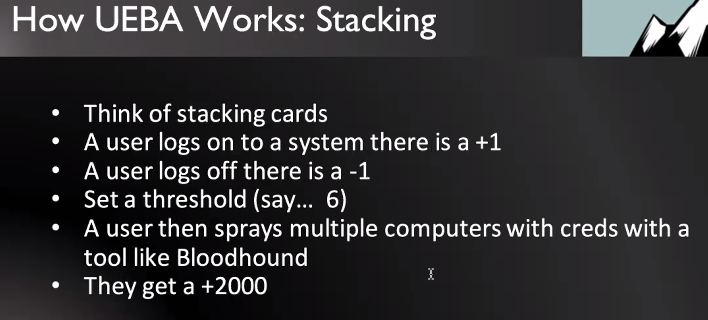 How UEBA Works: Stacking
• Think of stacking cards
• A user logs on to a system there is a +1
• A user logs off there is a -1
• Set a threshold (say... 6)
• A user then sprays multiple computers with creds with a
tool like Bloodhound
• They get a +2000